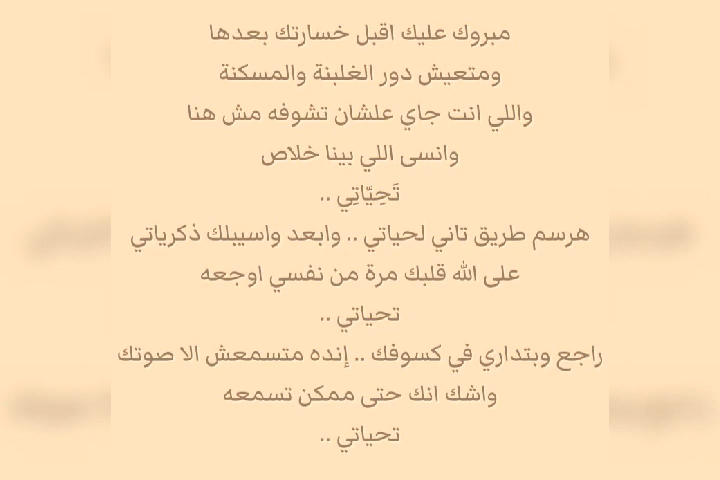 مبروك عليك اقبل خسارتك بعدها
ومتعيش دور الغلبنة والمسكنة
واللي انت جاي علشان تشوفه مش هنا
وانسى اللي بينا خلاص
تَحِيّاتِي ..
هرسم طريق تاني لحياتي .. وابعد واسيبلك ذكرياتي
على الله قلبك مرة من نفسي اوجعه
تحياتي ..
راجع وبتداري في كسوفك .. إنده متسمعش الا صوتك
واشك انك حتى ممكن تسمعه
تحياتي ..